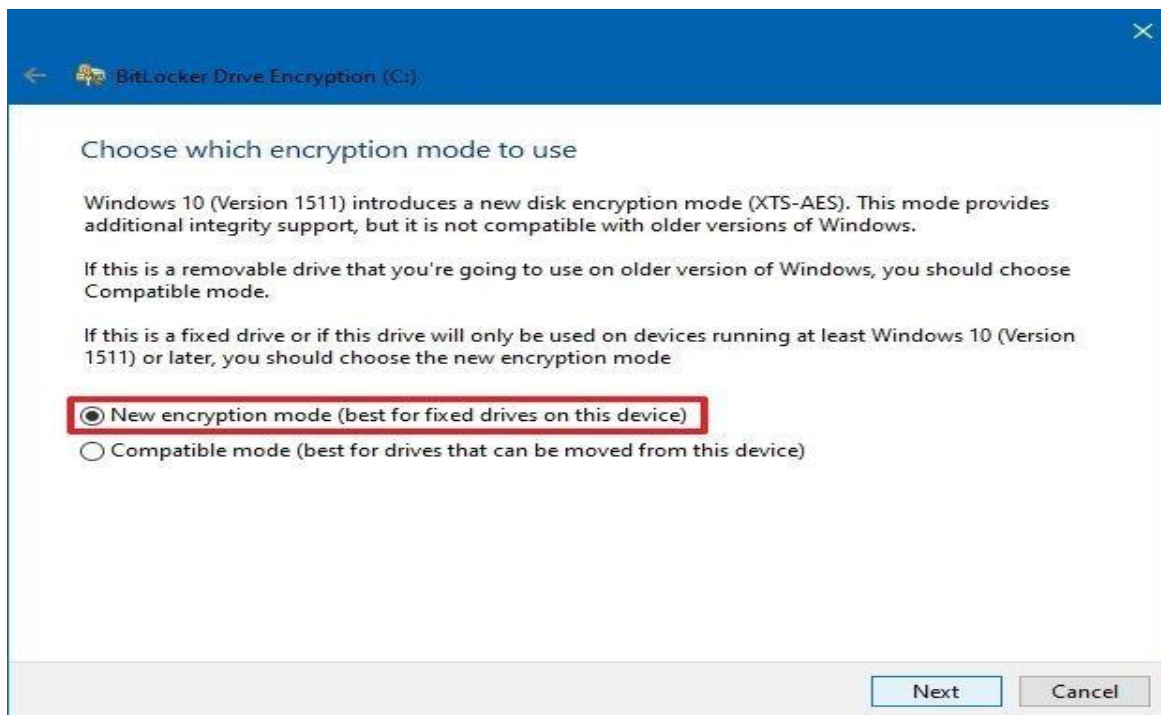 BitLocker Drive Encryption (C:)
Choose which encryption mode to use
Windows 10 (Version 1511) introduces a new disk encryption mode (XTS-AES). This mode provides
additional integrity support, but it is not compatible with older versions of Windows.
If this is a removable drive that you're going to use on older version of Windows, you should choose
Compatible mode.
If this is a fixed drive or if this drive will only be used on devices running at least Windows 10 (Version
1511) or later, you should choose the new encryption mode
New encryption mode (best for fixed drives on this device)
Compatible mode (best for drives that can be moved from this device)
Next Cancel